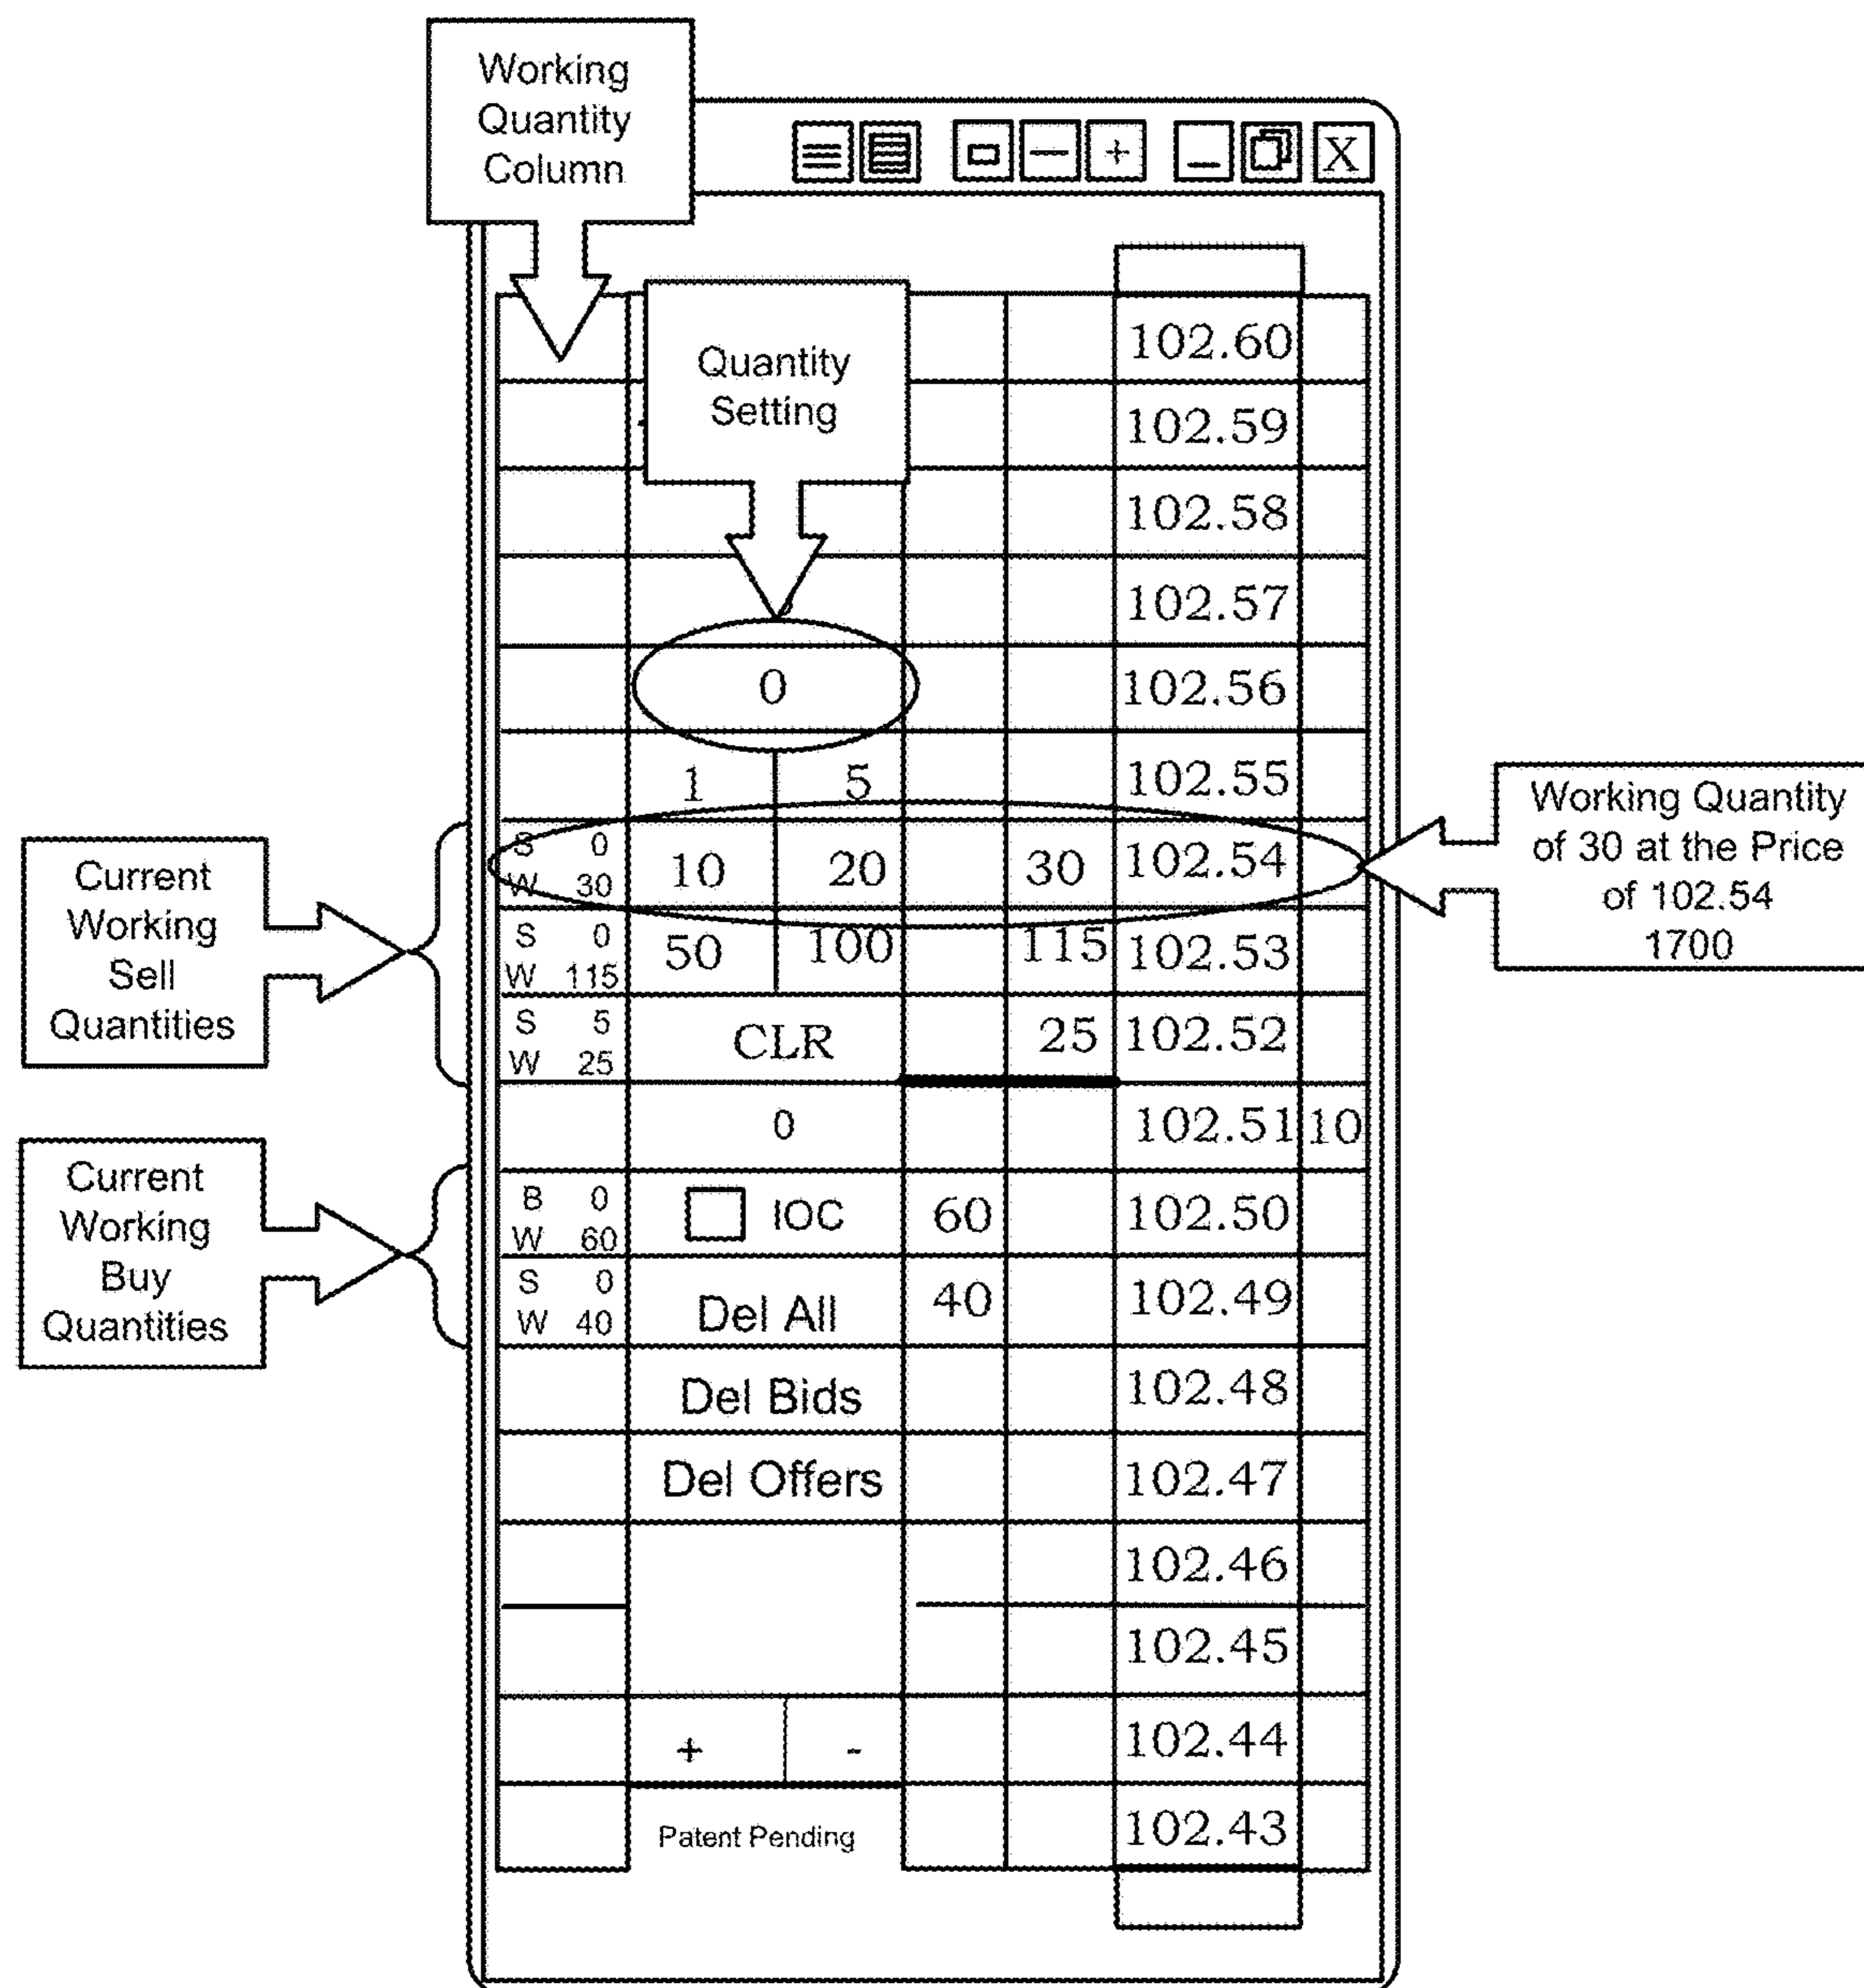 Working
Quantity
Column
X
Quantity
Setting
102.60
102.59
102.58
102.57
0 102.56
1 5 102.55
S 0
W 30
10 20 30 102.54
Working Quantity
of 30 at the Price
of 102.54
1700
Current
Working
Sell
Quantities
S 0
W 115
50 100 115 102.53
S 5
W 25
CLR 25 102.52
0 102.51 10
Current
Working
Buy
Quantities
B 0
W 60
IOC 60 102.50
S 0
W 40
Del All 40 102.49
Del Bids 102.48
Del Offers 102.47
102.46
102.45
+ - 102.44
Patent Pending 102.43